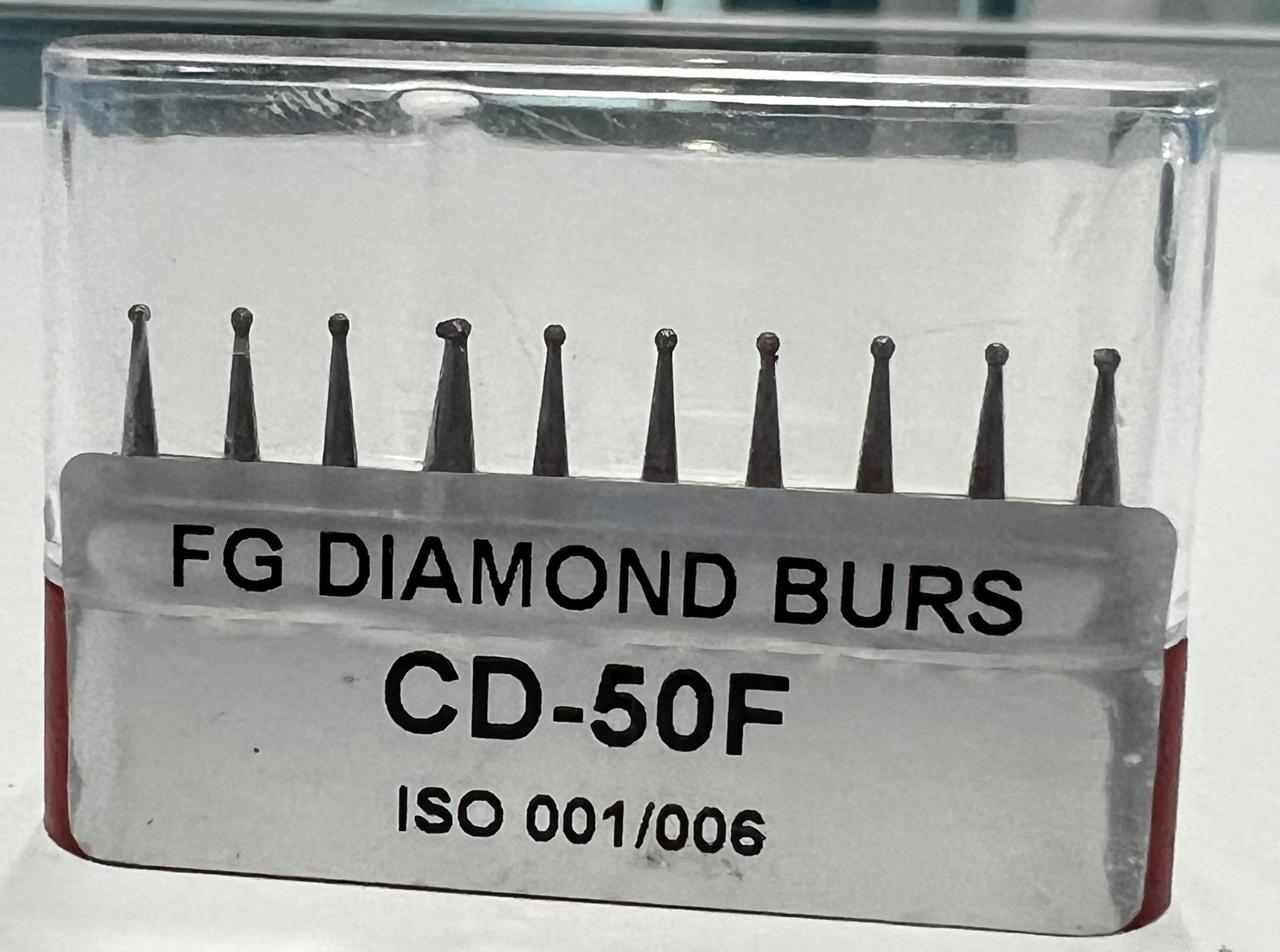 FG DIAMOND BURS
CD-50F
ISO 001/006